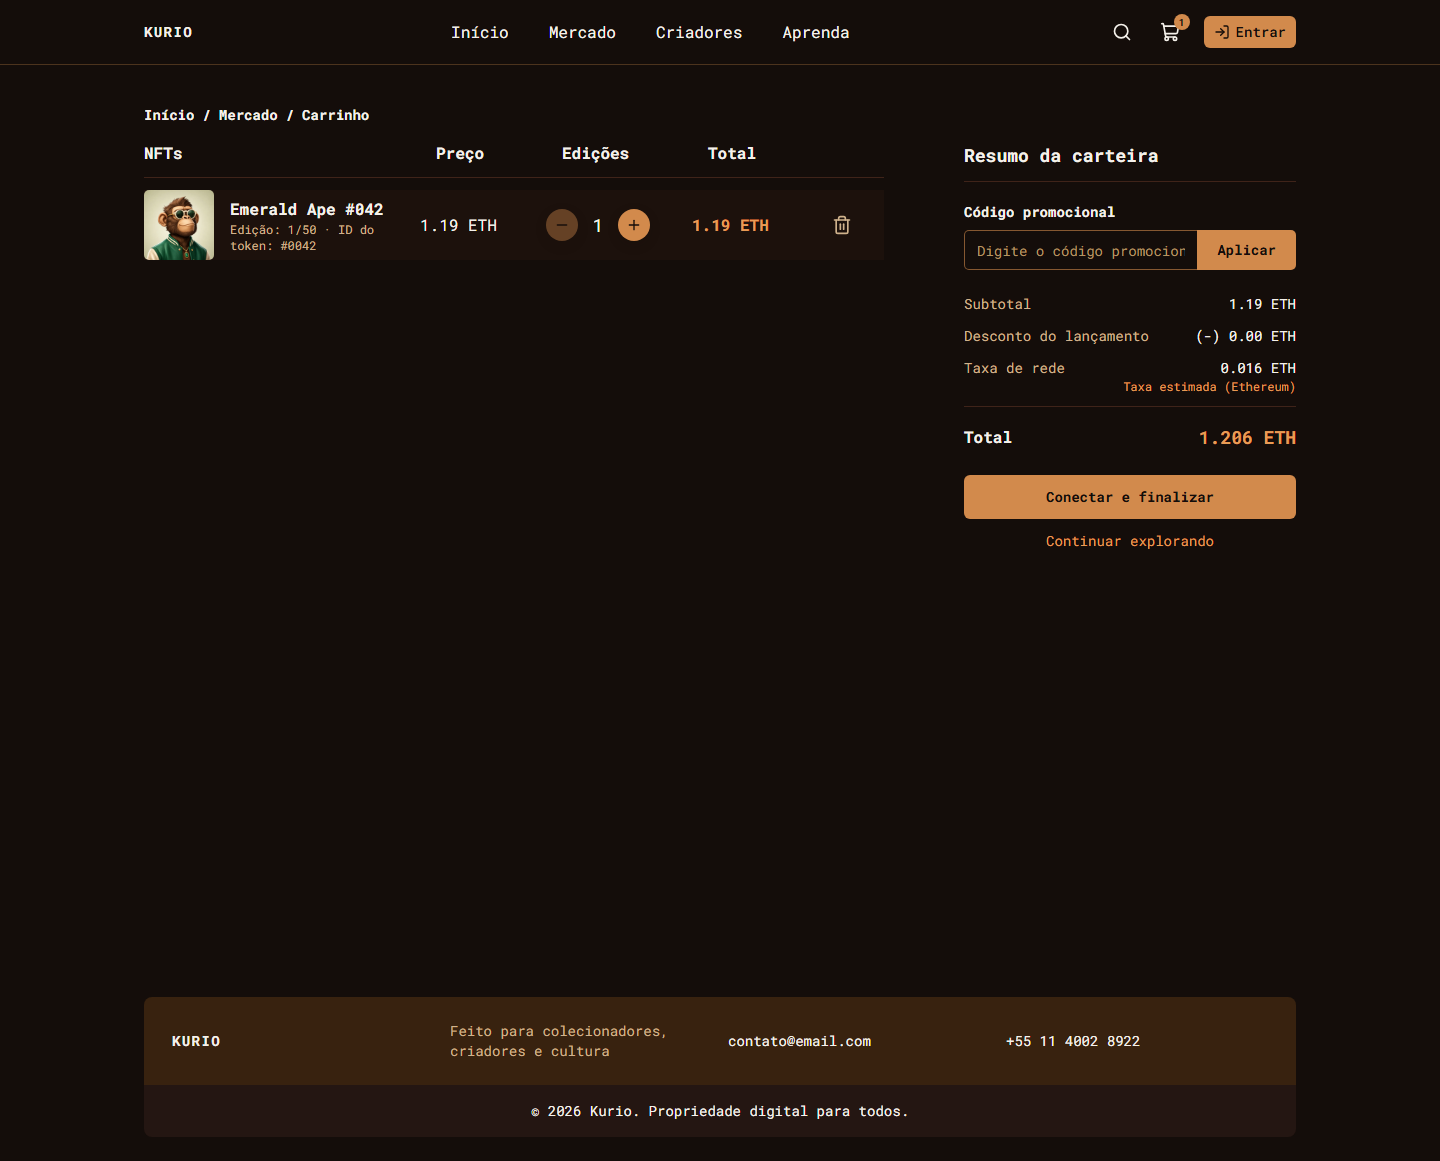 KURIO
Início
Mercado
Criadores
Aprenda
1
Entrar
Início / Mercado / Carrinho
NFTs
Preço
Edições
Total
Emerald Ape #042
Edição: 1/50 · ID do
token: #0042
1.19 ETH
1
1.19 ETH
Resumo da carteira
Código promocional
Digite o código promocion
Aplicar
Subtotal
1.19 ETH
Desconto do lançamento
(-) 0.00 ETH
Taxa de rede
0.016 ETH
Taxa estimada (Ethereum)
Total
1.206 ETH
Conectar e finalizar
Continuar explorando
KURIO
Feito para colecionadores,
criadores e cultura
contato@email.com
+55 11 4002 8922
© 2026 Kurio. Propriedade digital para todos.